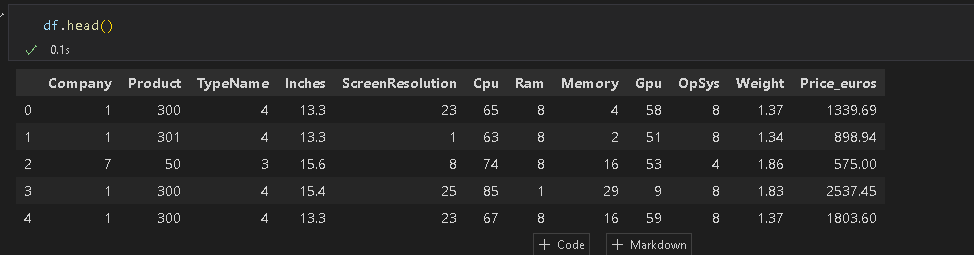 df.head()
0.1s
Company Product TypeName Inches ScreenResolution Cpu Ram Memory Gpu OpSys Weight Price_euros
0 1 300 4 13.3 23 65 8 4 58 8 1.37 1339.69
1 1 301 4 13.3 1 63 8 2 51 8 1.34 898.94
2 7 50 3 15.6 8 74 8 16 53 4 1.86 575.00
3 1 300 4 15.4 25 85 1 29 9 8 1.83 2537.45
4 1 300 4 13.3 23 67 8 16 59 8 1.37 1803.60
+ Code + Markdown